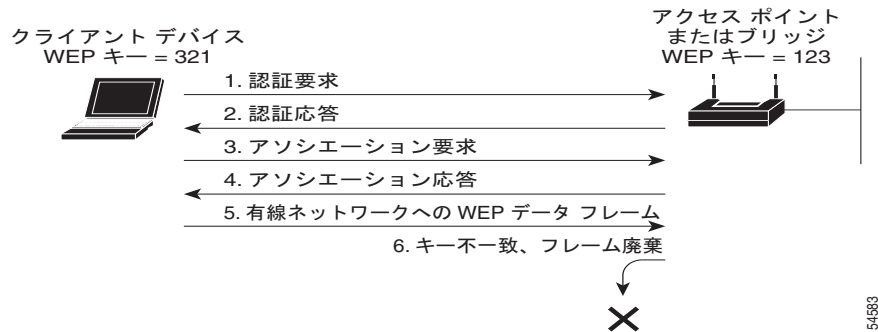 クライアント デバイス
WEP キー = 321
アクセス ポイント
またはブリッジ
WEP キー = 123
1. 認証要求
2. 認証応答
3. アソシエーション要求
4. アソシエーション応答
5. 有線ネットワークへの WEP データ フレーム
6. キー不一致、フレーム廃棄
54583